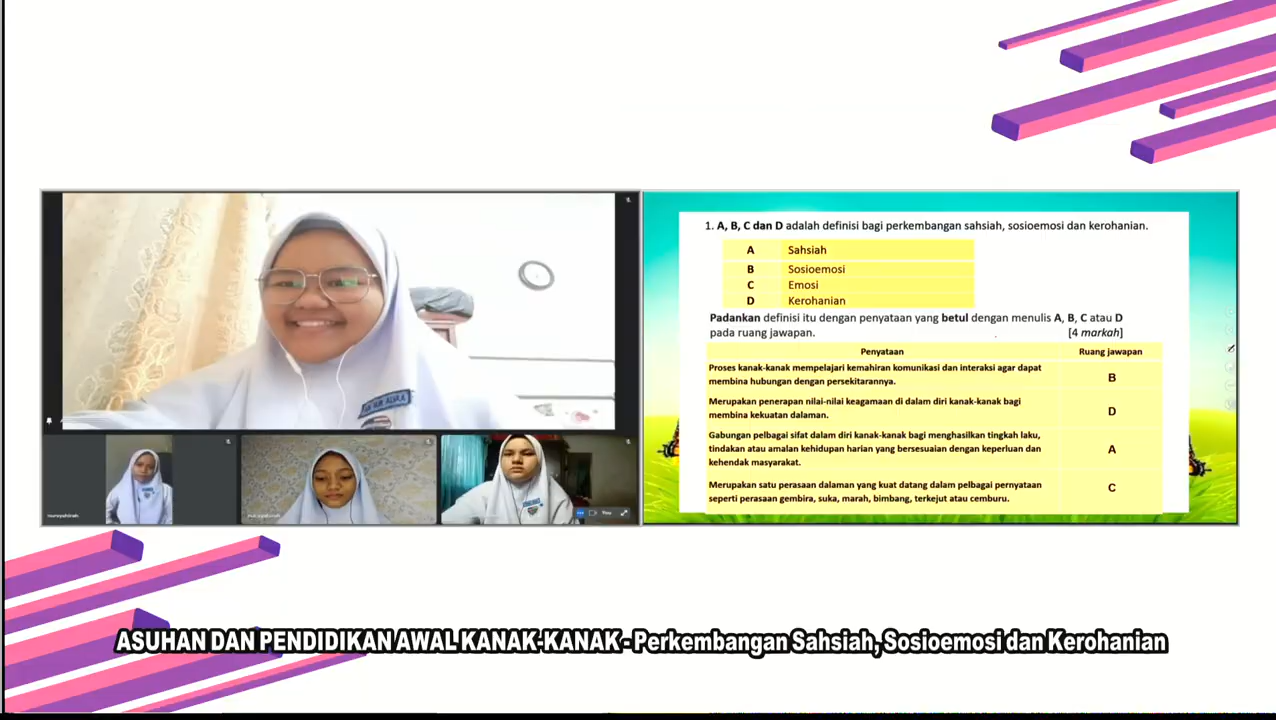 1. A, B, C dan D adalah definisi bagi perkembangan sahsiah, sosioemosi dan kerohanian.
A Sahsiah
B Sosioemosi
C Emosi
D Kerohanian
Padankan definisi itu dengan penyataan yang betul dengan menulis A, B, C atau D
pada ruang jawapan. [4 markah]
Penyataan Ruang jawapan
Proses kanak-kanak mempelajari kemahiran komunikasi dan interaksi agar dapat
membina hubungan dengan persekitarannya.
B
Merupakan penerapan nilai-nilai keagamaan di dalam diri kanak-kanak bagi
membina kekuatan dalaman.
D
Gabungan pelbagai sifat dalam diri kanak-kanak bagi menghasilkan tingkah laku,
tindakan atau amalan kehidupan harian yang bersesuaian dengan keperluan dan
kehendak masyarakat.
A
Merupakan satu perasaan dalaman yang kuat datang dalam pelbagai pernyataan
seperti perasaan gembira, suka, marah, bimbang, terkejut atau cemburu.
C
You
ASUHAN DAN PENDIDIKAN AWAL KANAK-KANAK - Perkembangan Sahsiah, Sosioemosi dan Kerohanian